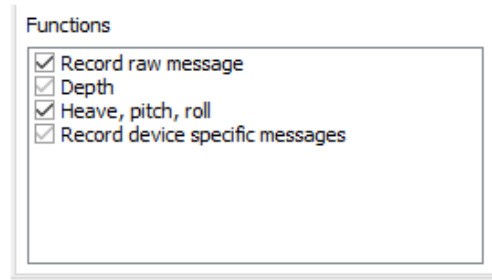 Functions
Record raw message
Depth
Heave, pitch, roll
Record device specific messages